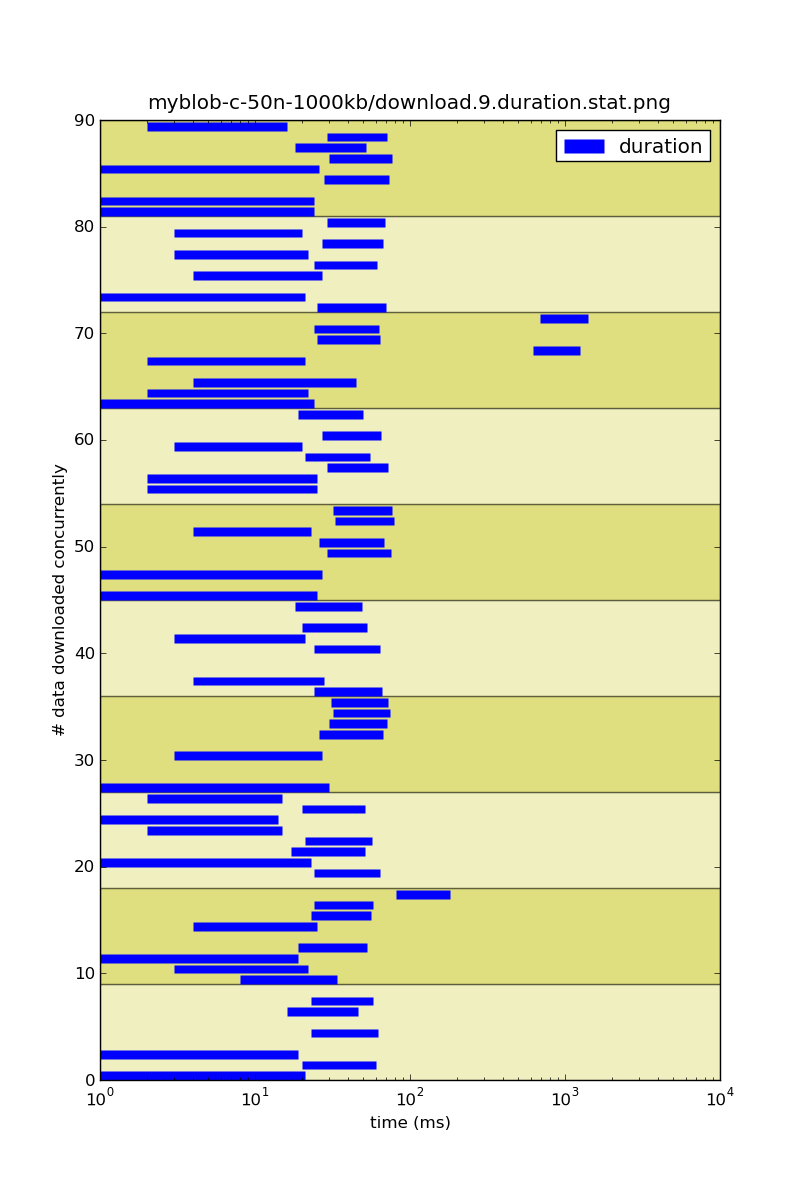 myblob-c-50n-1000kb/download.9.duration.stat.png
duration
# data downloaded concurrently
90
80
70
60
50
40
30
20
10
0
10^0 10^1 10^2 10^3 10^4
time (ms)